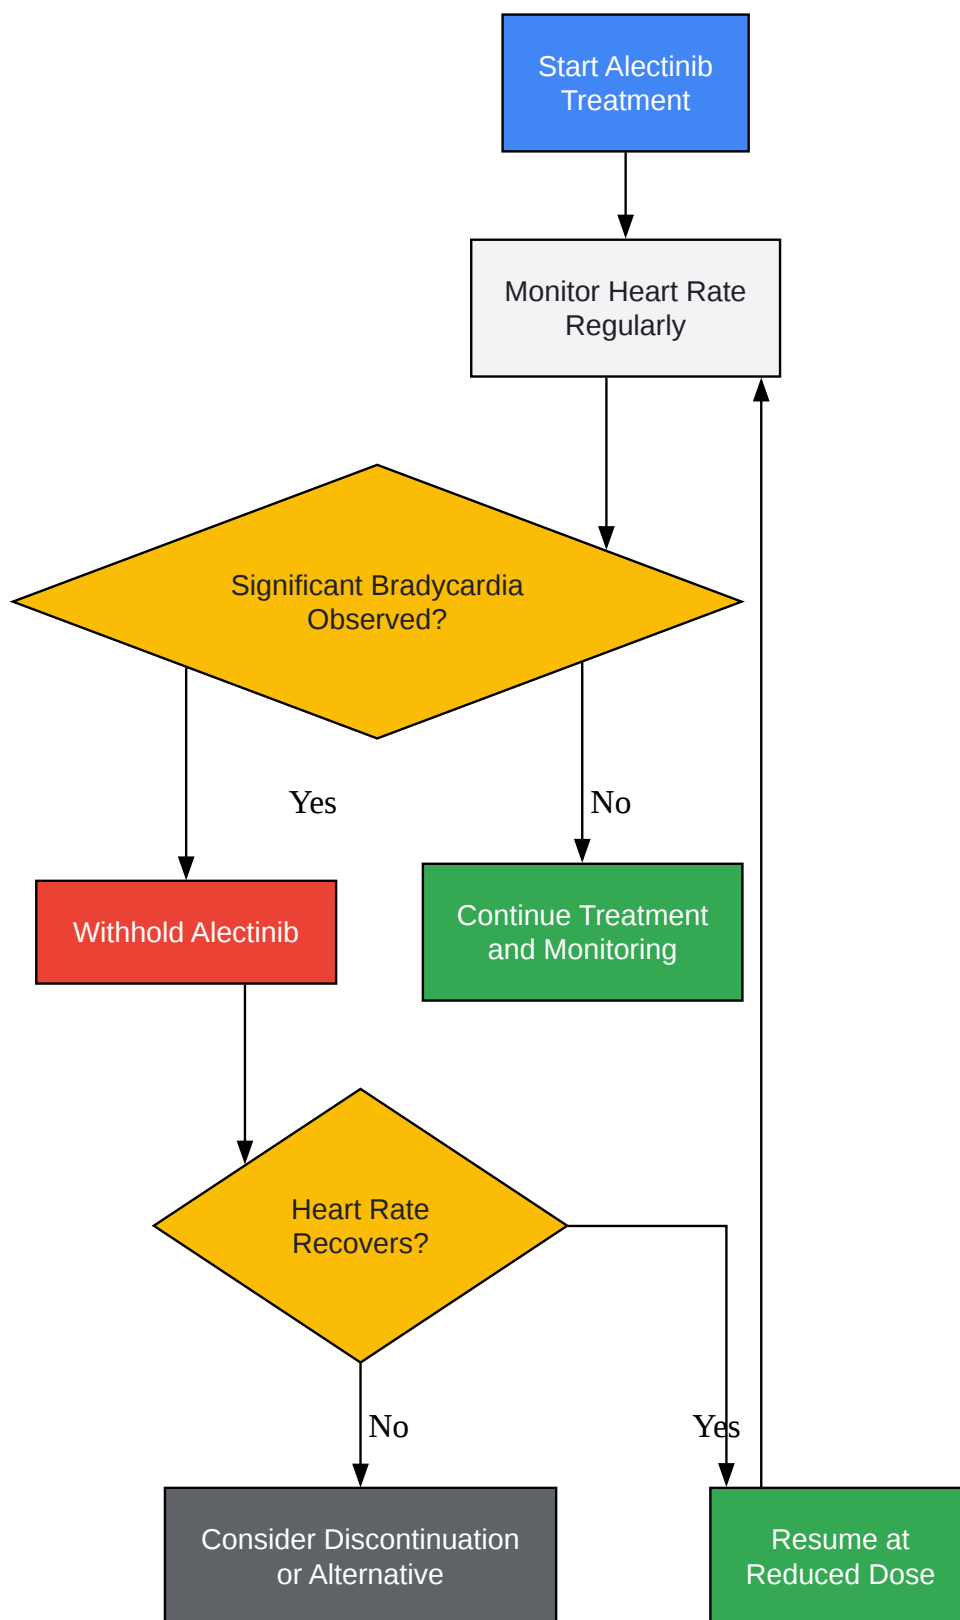 Start Alectinib
Treatment
Monitor Heart Rate
Regularly
Significant Bradycardia
Observed?
Yes
No
Withhold Alectinib
Continue Treatment
and Monitoring
Heart Rate
Recovers?
No
Yes
Consider Discontinuation
or Alternative
Resume at
Reduced Dose